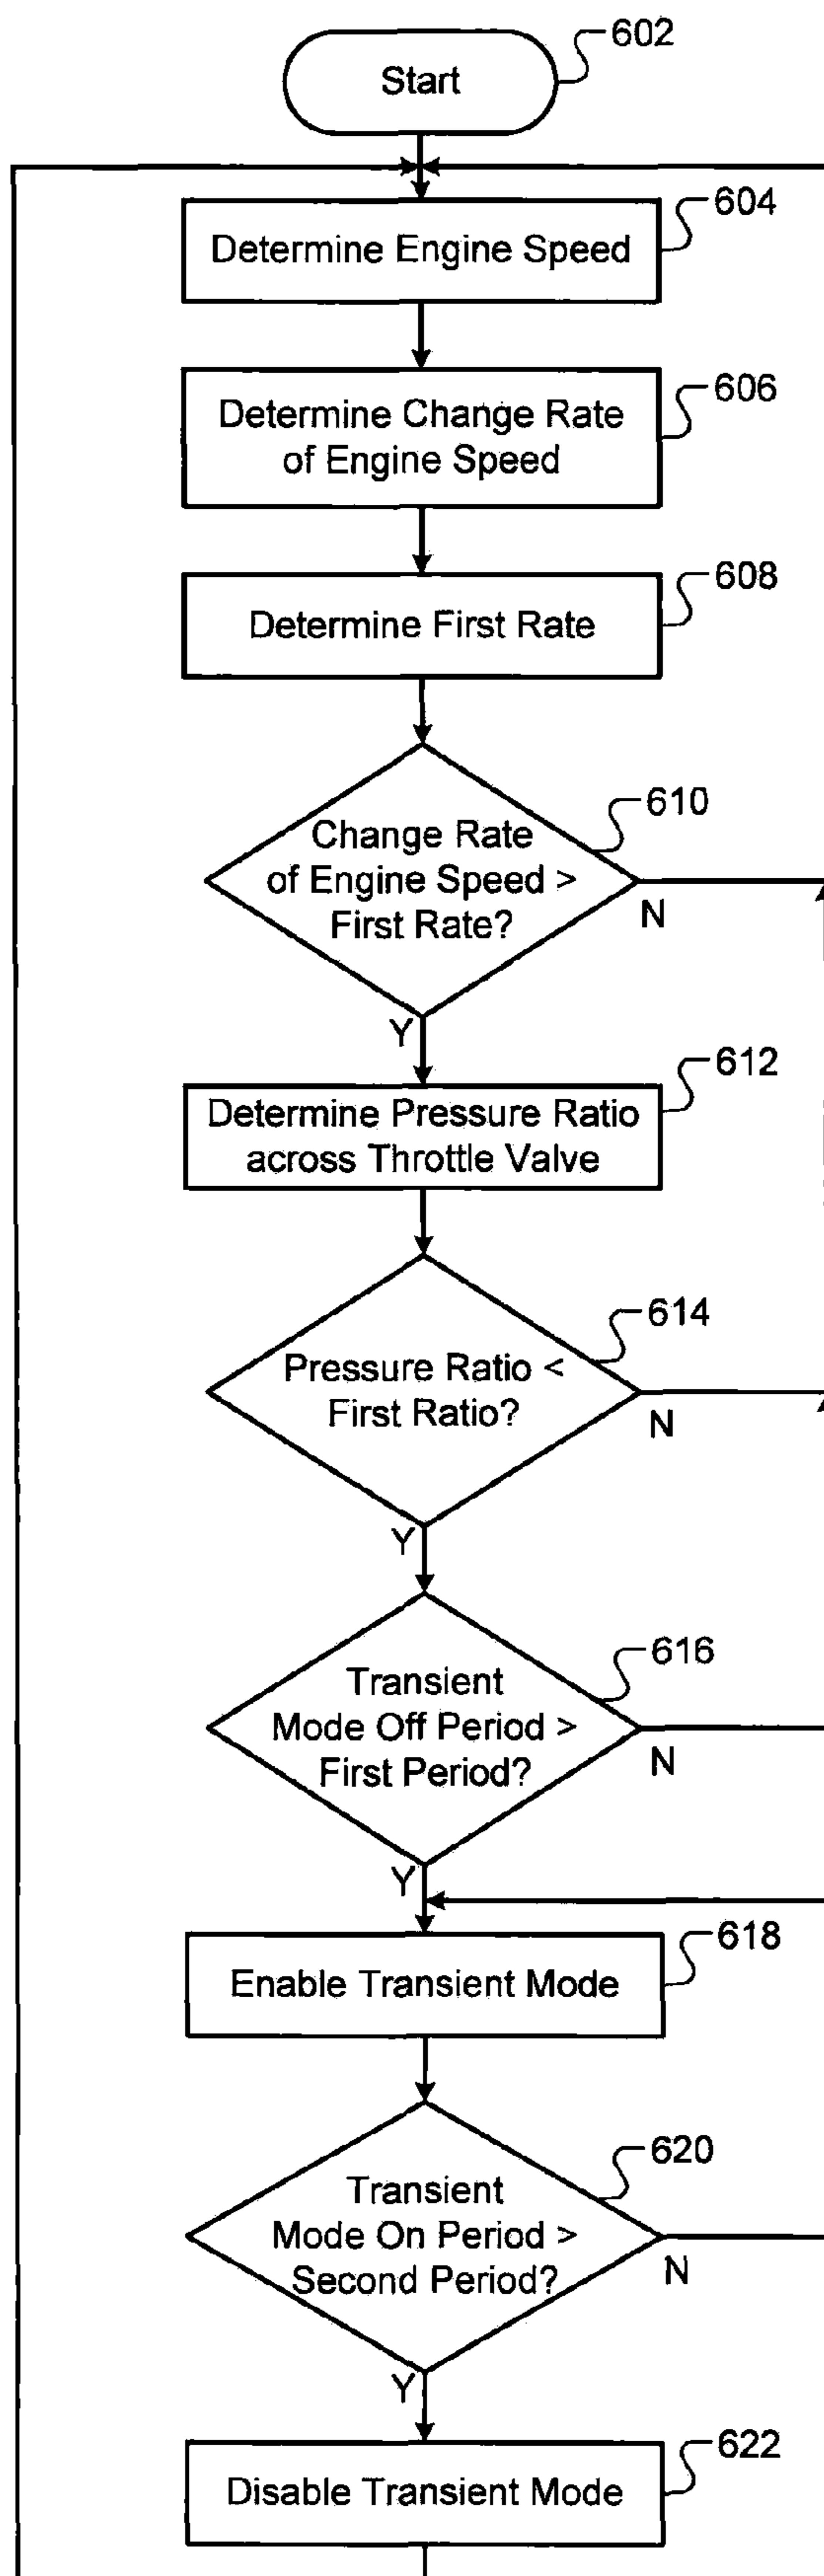 Start
602
Determine Engine Speed
604
Determine Change Rate
of Engine Speed
606
Determine First Rate
608
Change Rate
of Engine Speed >
First Rate?
610
N
Y
Determine Pressure Ratio
across Throttle Valve
612
Pressure Ratio <
First Ratio?
614
N
Y
Transient
Mode Off Period >
First Period?
616
N
Y
Enable Transient Mode
618
Transient
Mode On Period >
Second Period?
620
N
Y
Disable Transient Mode
622